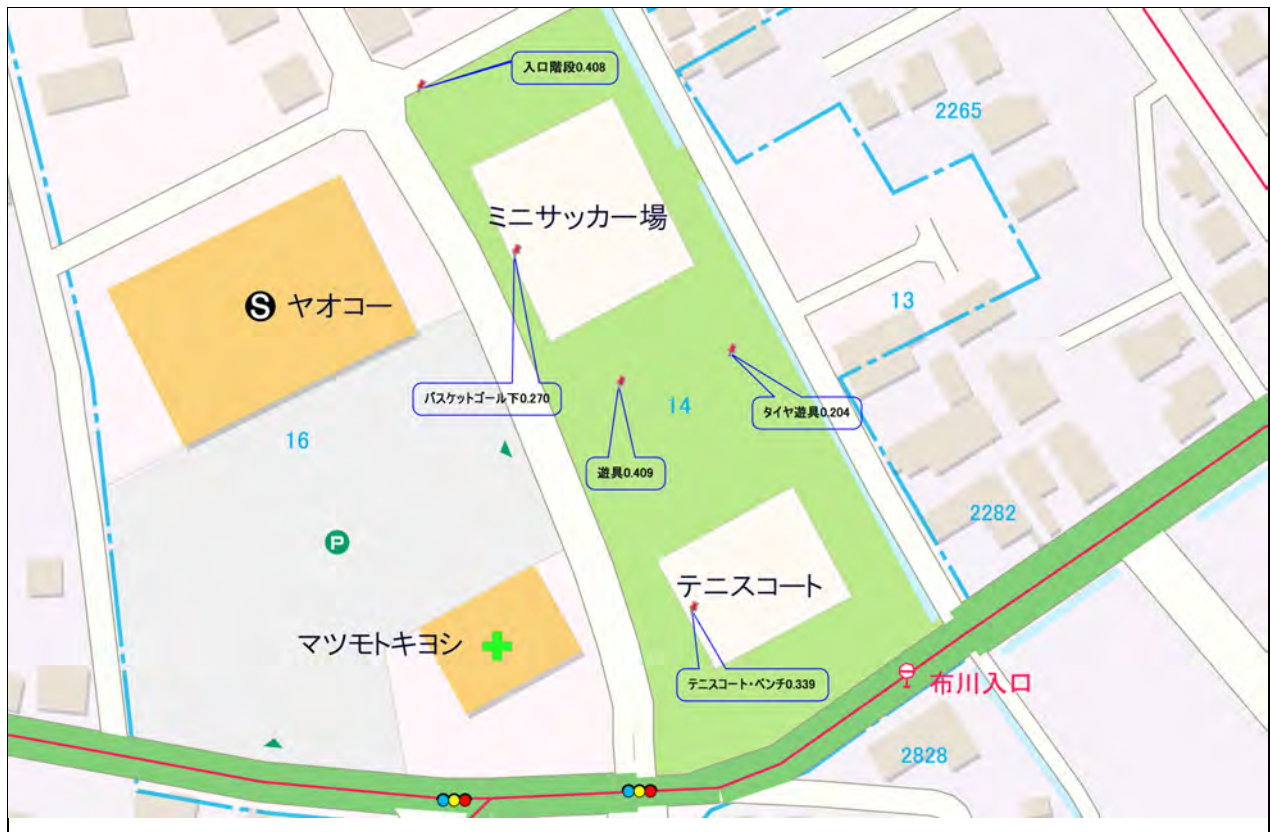 入口階段0.408
2265
ミニサッカー場
S ヤオコー
13
バスケットゴール下0.270
14
タイヤ遊具0.204
16
遊具0.409
2282
P
テニスコート
マツモトキヨシ
テニスコート・ベンチ0.339
布川入口
2828